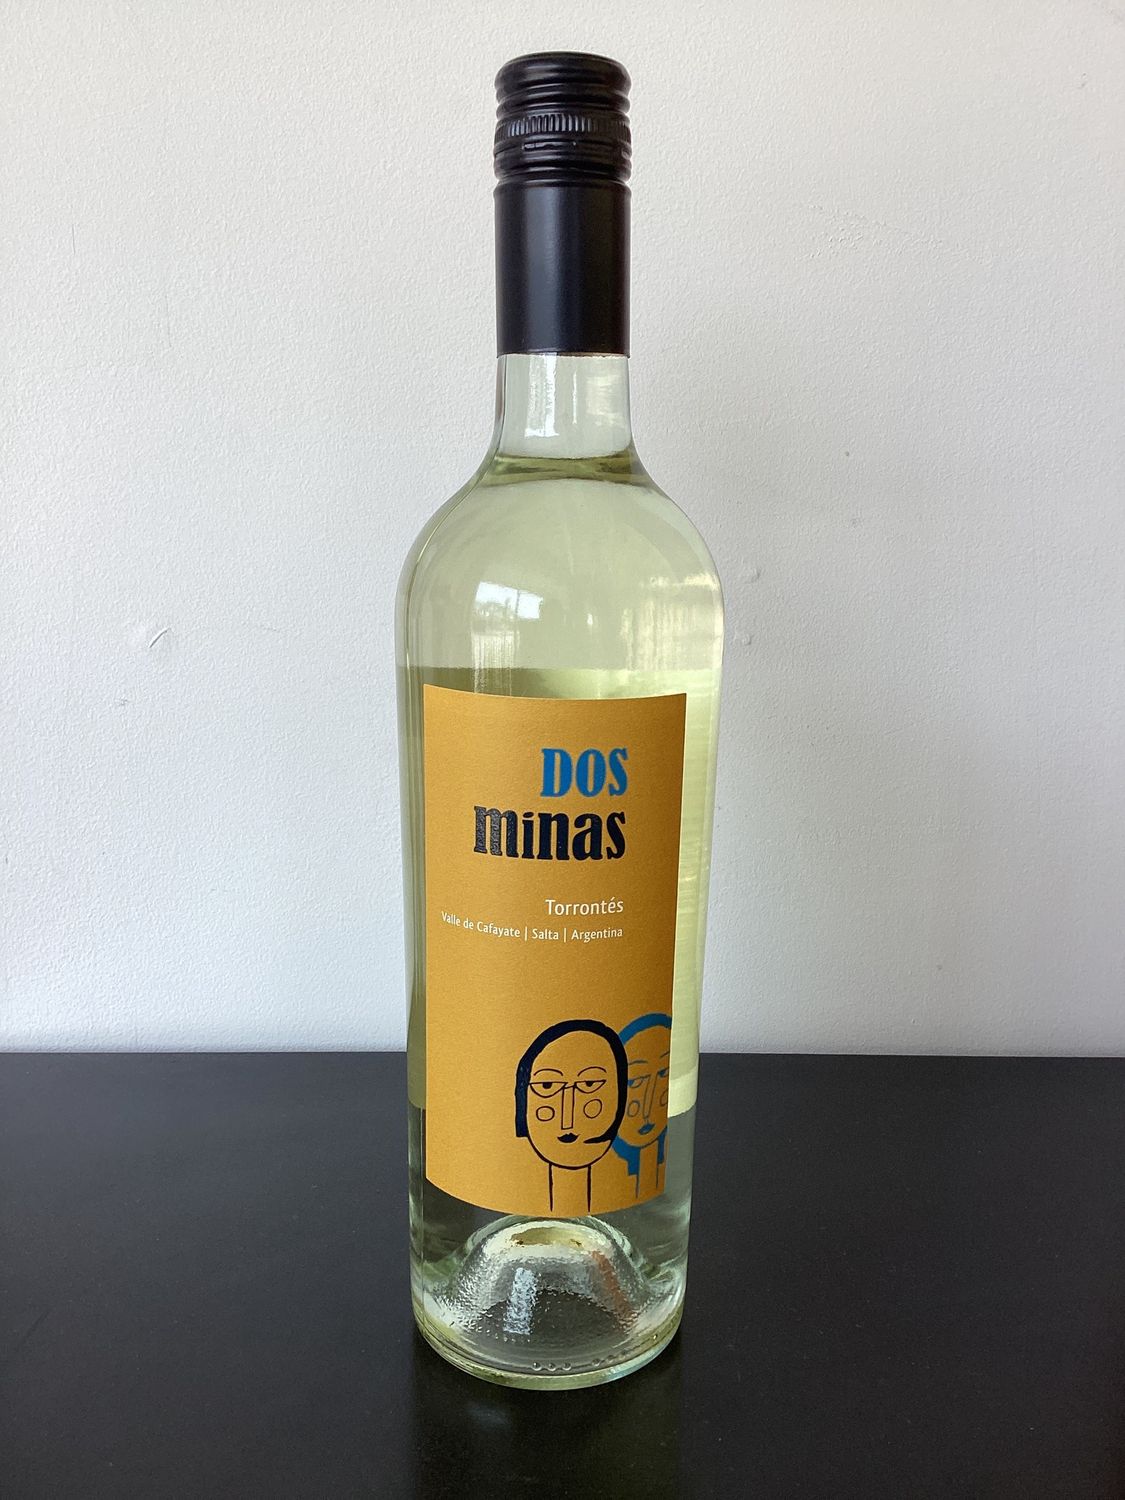 DOS
minas
Torrontés
Valle de Cafayate | Salta | Argentina